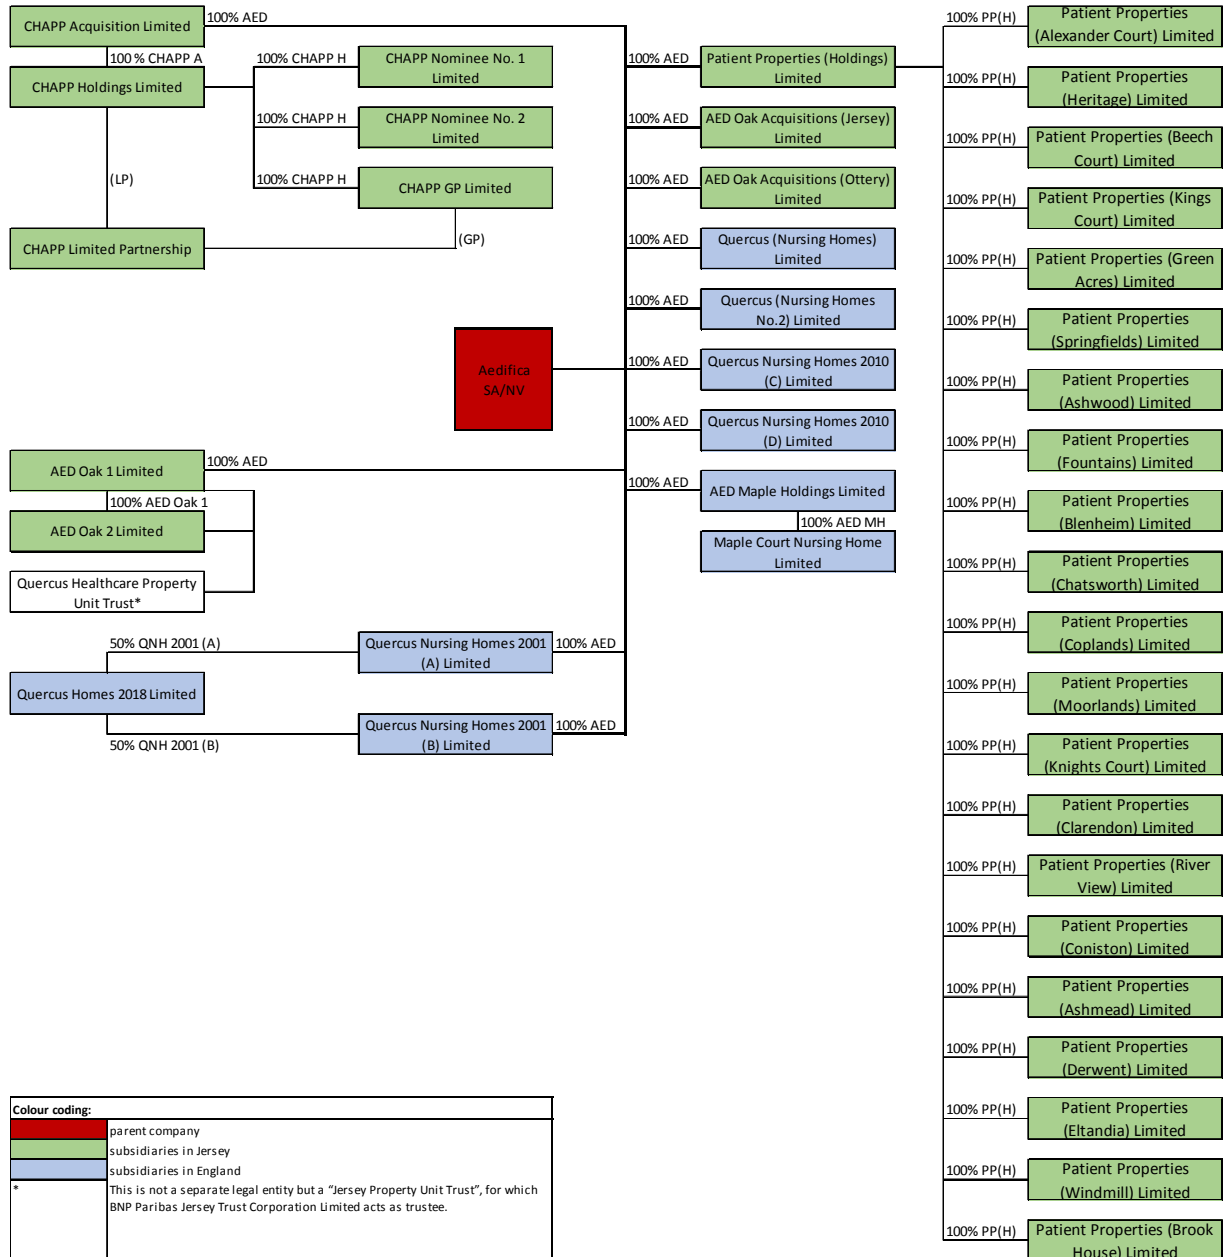 CHAPP Acquisition Limited
100% AED
100 % CHAPP A
CHAPP Holdings Limited
100% CHAPP H
CHAPP Nominee No. 1
Limited
100% CHAPP H
CHAPP Nominee No. 2
Limited
(LP)
100% CHAPP H
CHAPP GP Limited
CHAPP Limited Partnership
(GP)
Aedifica
SA/NV
AED Oak 1 Limited
100% AED
100% AED Oak 1
AED Oak 2 Limited
Quercus Healthcare Property
Unit Trust*
50% QNH 2001 (A)
Quercus Nursing Homes 2001
(A) Limited
100% AED
Quercus Homes 2018 Limited
50% QNH 2001 (B)
Quercus Nursing Homes 2001
(B) Limited
100% AED
100% AED
Patient Properties (Holdings)
Limited
100% AED
AED Oak Acquisitions (Jersey)
Limited
100% AED
AED Oak Acquisitions (Ottery)
Limited
100% AED
Quercus (Nursing Homes)
Limited
100% AED
Quercus (Nursing Homes
No.2) Limited
100% AED
Quercus Nursing Homes 2010
(C) Limited
100% AED
Quercus Nursing Homes 2010
(D) Limited
100% AED
AED Maple Holdings Limited
100% AED MH
Maple Court Nursing Home
Limited
100% PP(H)
Patient Properties
(Alexander Court) Limited
100% PP(H)
Patient Properties
(Heritage) Limited
100% PP(H)
Patient Properties (Beech
Court) Limited
100% PP(H)
Patient Properties (Kings
Court) Limited
100% PP(H)
Patient Properties (Green
Acres) Limited
100% PP(H)
Patient Properties
(Springfields) Limited
100% PP(H)
Patient Properties
(Ashwood) Limited
100% PP(H)
Patient Properties
(Fountains) Limited
100% PP(H)
Patient Properties
(Blenheim) Limited
100% PP(H)
Patient Properties
(Chatsworth) Limited
100% PP(H)
Patient Properties
(Coplands) Limited
100% PP(H)
Patient Properties
(Moorlands) Limited
100% PP(H)
Patient Properties
(Knights Court) Limited
100% PP(H)
Patient Properties
(Clarendon) Limited
100% PP(H)
Patient Properties (River
View) Limited
100% PP(H)
Patient Properties
(Coniston) Limited
100% PP(H)
Patient Properties
(Ashmead) Limited
100% PP(H)
Patient Properties
(Derwent) Limited
100% PP(H)
Patient Properties
(Eltandia) Limited
100% PP(H)
Patient Properties
(Windmill) Limited
100% PP(H)
Patient Properties (Brook
House) Limited
Colour coding:
parent company
subsidiaries in Jersey
subsidiaries in England
* This is not a separate legal entity but a “Jersey Property Unit Trust”, for which
BNP Paribas Jersey Trust Corporation Limited acts as trustee.